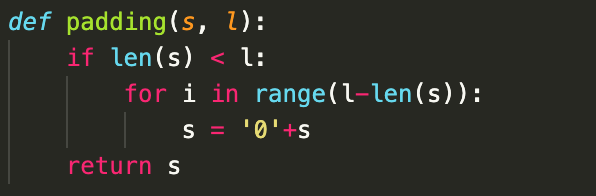 def padding(s, l):
    if len(s) < l:
        for i in range(l-len(s)):
            s = '0'+s
    return s